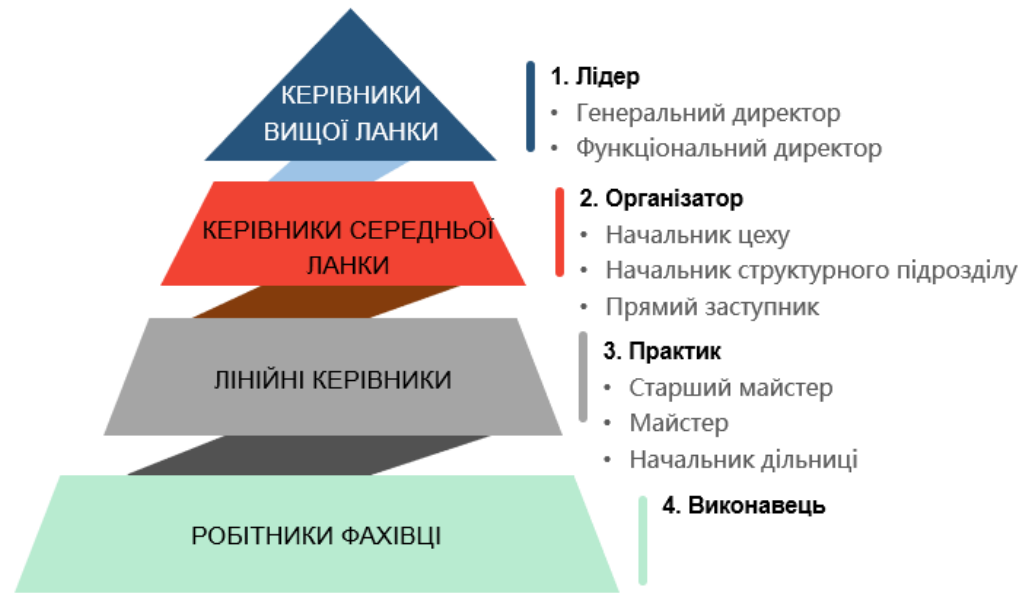 КЕРІВНИКИ
ВИЩОЇ ЛАНКИ
1. Лідер
• Генеральний директор
• Функціональний директор
КЕРІВНИКИ СЕРЕДНЬОЇ
ЛАНКИ
2. Організатор
• Начальник цеху
• Начальник структурного підрозділу
• Прямий заступник
ЛІНІЙНІ КЕРІВНИКИ
3. Практик
• Старший майстер
• Майстер
• Начальник дільниці
РОБІТНИКИ ФАХІВЦІ
4. Виконавець